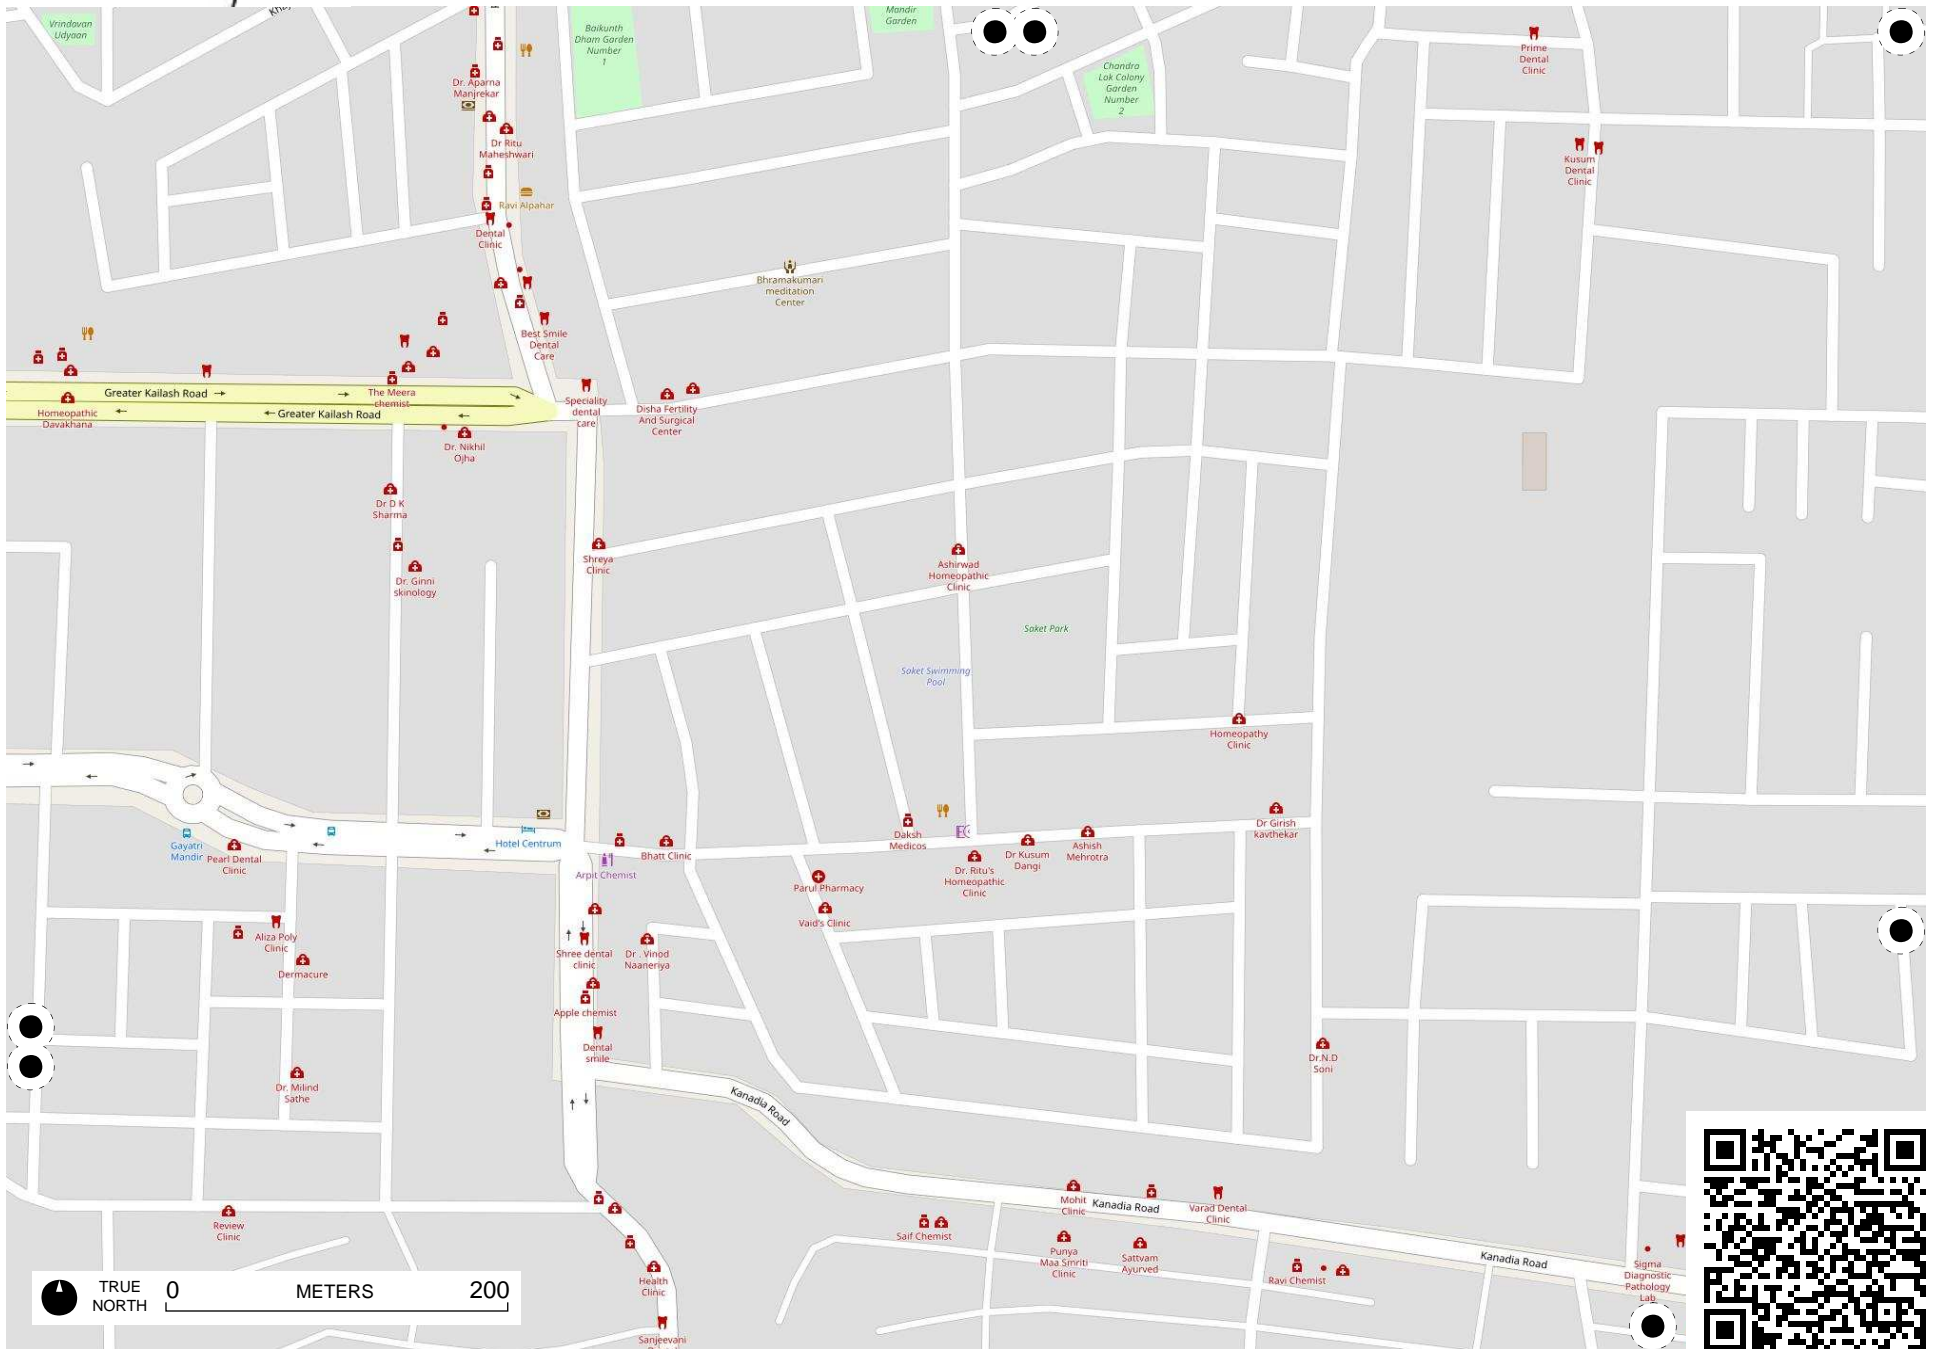 Vrindavan
Udyaan
Baikunth
Dham Garden
Number
1
Mandir
Garden
Chandra
Lok Colony
Garden
Number
2
Prime
Dental
Clinic
Dr. Aparna
Manjrekar
Dr Ritu
Maheshwari
Kusum
Dental
Clinic
Ravi Alpahar
Dental
Clinic
Bhramakumari
meditation
Center
Best Smile
Dental
Care
Greater Kailash Road
The Meera
chemist
Greater Kailash Road
Homeopathic
Davakhana
Speciality
dental
care
Disha Fertility
And Surgical
Center
Dr. Nikhil
Ojha
Dr D K
Sharma
Shreya
Clinic
Ashirwad
Homeopathic
Clinic
Dr. Ginni
skinology
Saket Park
Saket Swimming
Pool
Homeopathy
Clinic
Dr Girish
kavthekar
Gayatri
Mandir
Pearl Dental
Clinic
Hotel Centrum
Daksh
Medicos
Bhatt Clinic
Dr Kusum
Dangi
Ashish
Mehrotra
Arpit Chemist
Parul Pharmacy
Dr. Ritu's
Homeopathic
Clinic
Vaid's Clinic
Aliza Poly
Clinic
Dermacure
Shree dental
clinic
Dr . Vinod
Naaneriya
Apple chemist
Dental
smile
Dr.N.D
Soni
Dr. Milind
Sathe
Kanadia Road
Mohit
Clinic
Kanadia Road
Varad Dental
Clinic
Review
Clinic
Saif Chemist
Punya
Maa Smriti
Clinic
Sattvam
Ayurved
Kanadia Road
Ravi Chemist
Sigma
Diagnostic
Pathology
Lab
Health
Clinic
Sanjeevani
TRUE
NORTH
0 METERS 200